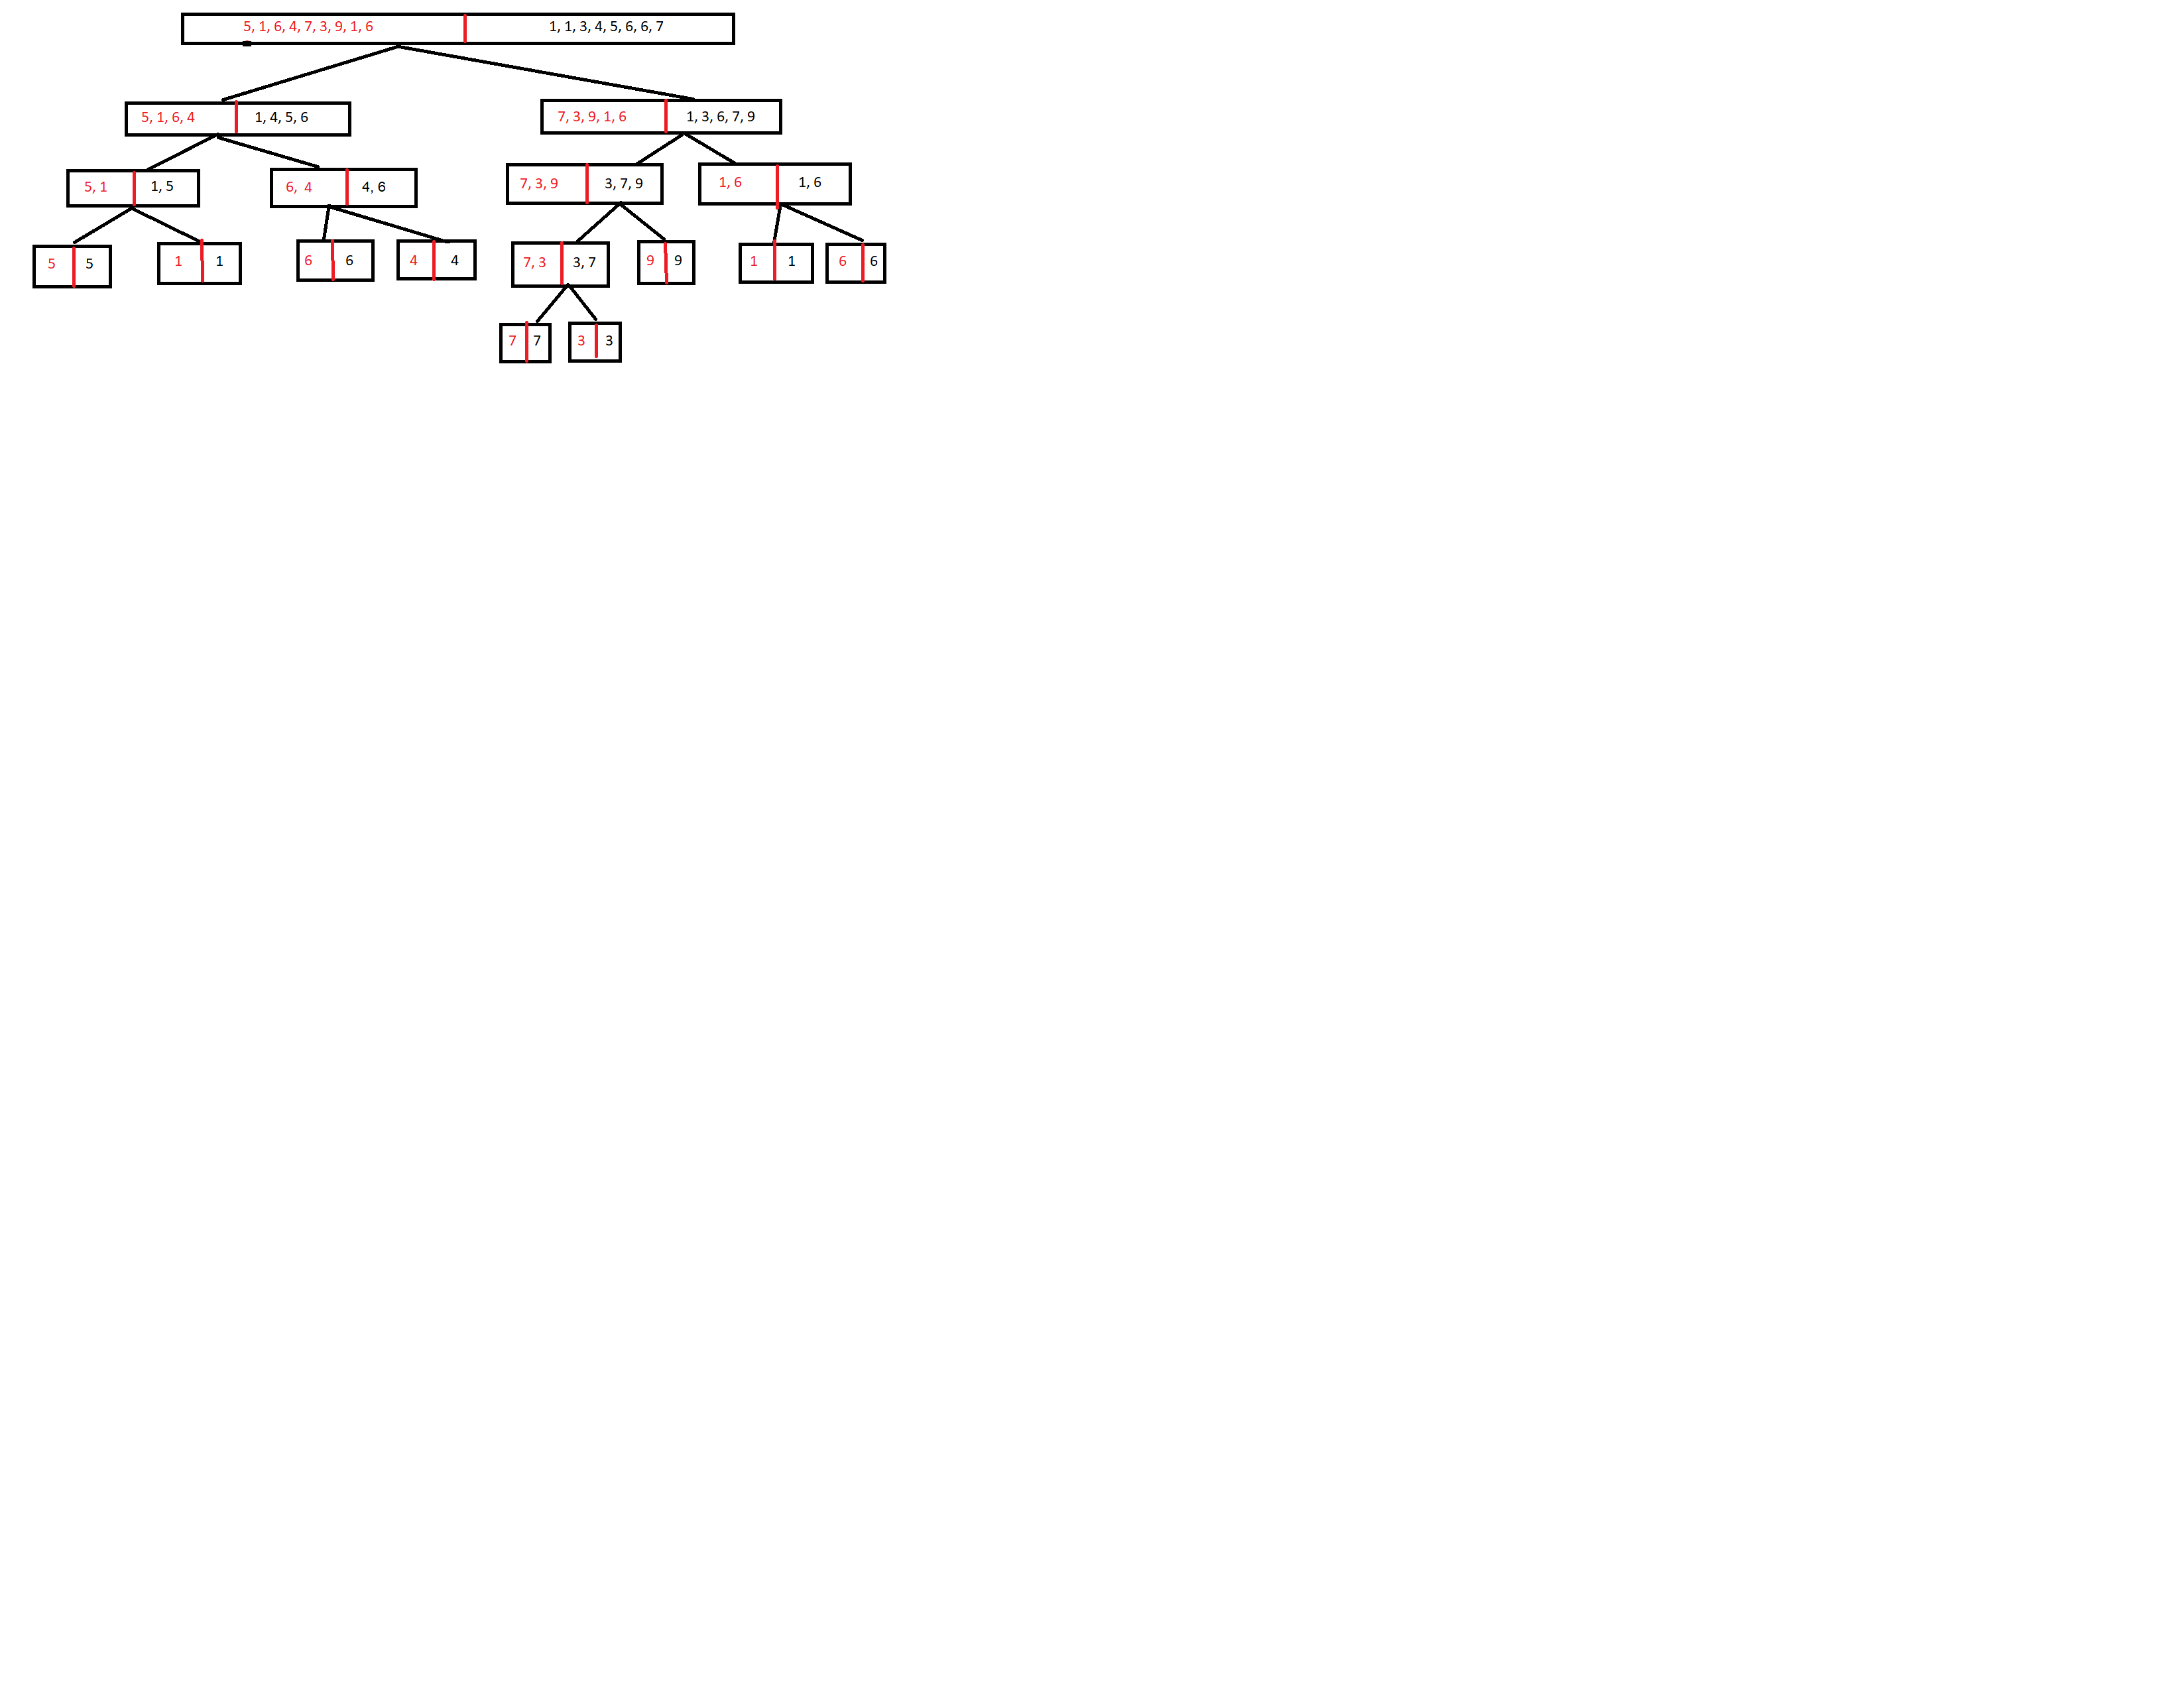 5, 1, 6, 4, 7, 3, 9, 1, 6 1, 1, 3, 4, 5, 6, 6, 7
5, 1, 6, 4 1, 4, 5, 6 7, 3, 9, 1, 6 1, 3, 6, 7, 9
5, 1 1, 5 6, 4 4, 6 7, 3, 9 3, 7, 9 1, 6 1, 6
5 5 1 1 6 6 4 4 7, 3 3, 7 9 9 1 1 6 6
7 7 3 3